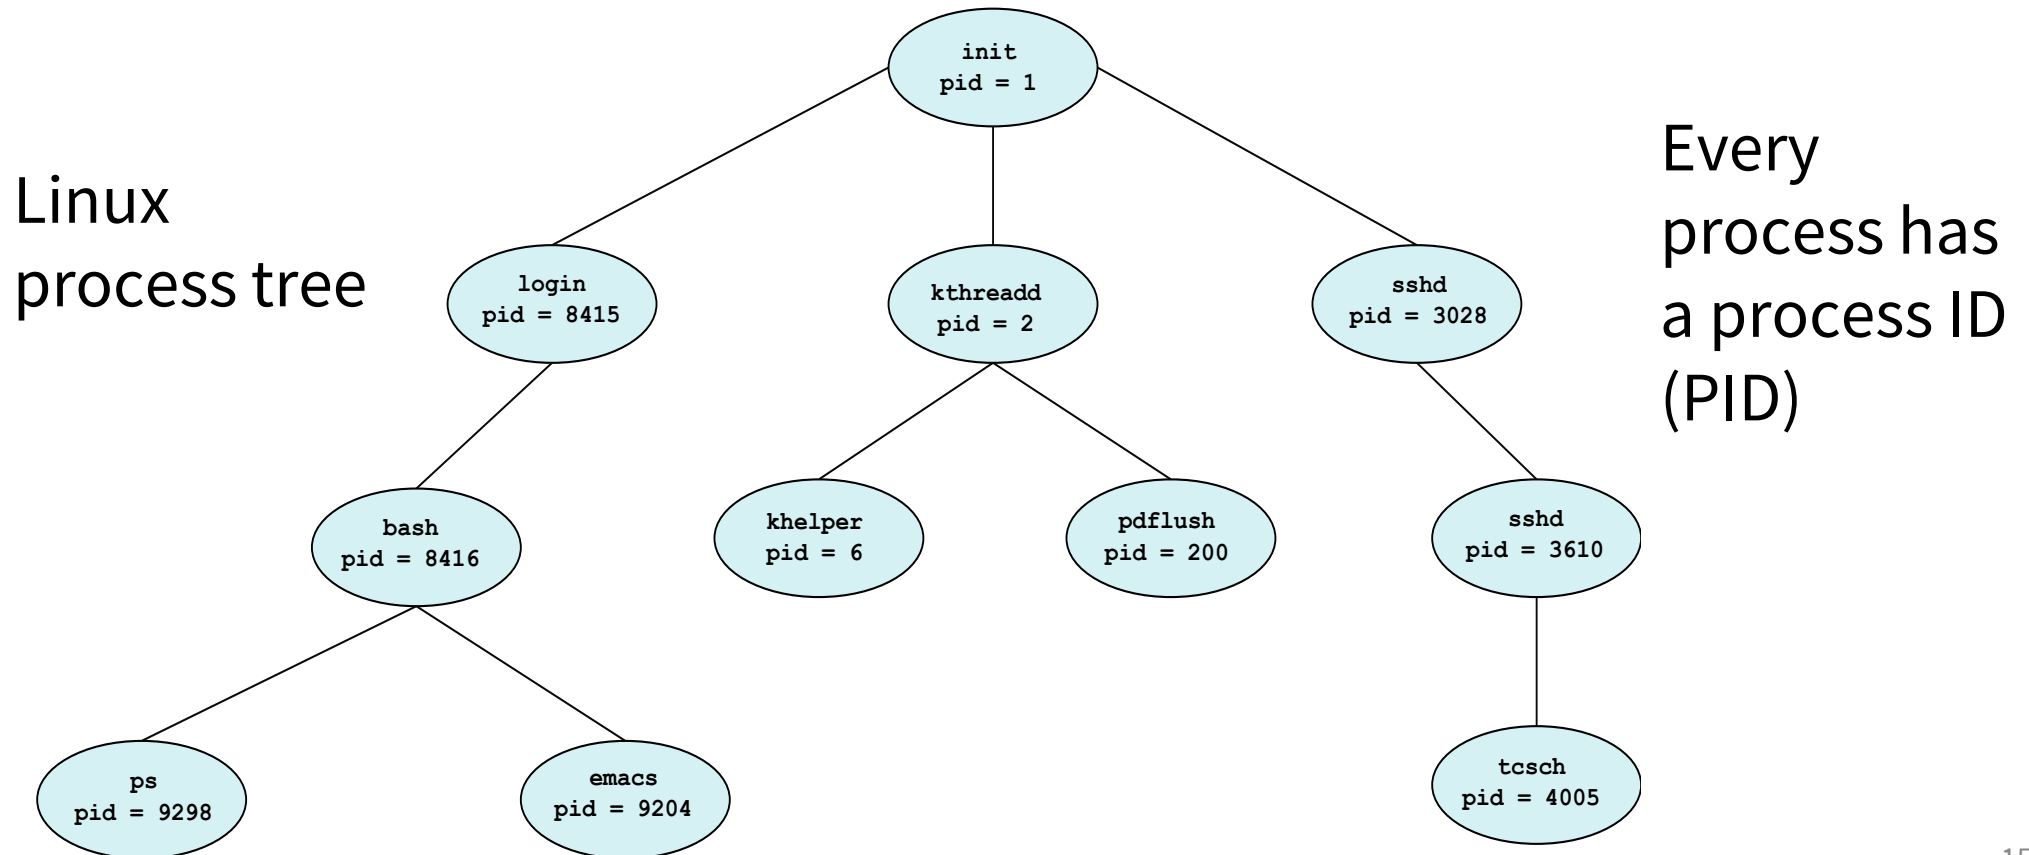 init
pid = 1
Linux
process tree
Every
process has
a process ID
(PID)
login
pid = 8415
kthreadd
pid = 2
sshd
pid = 3028
bash
pid = 8416
khelper
pid = 6
pdflush
pid = 200
sshd
pid = 3610
ps
pid = 9298
emacs
pid = 9204
tcsch
pid = 4005